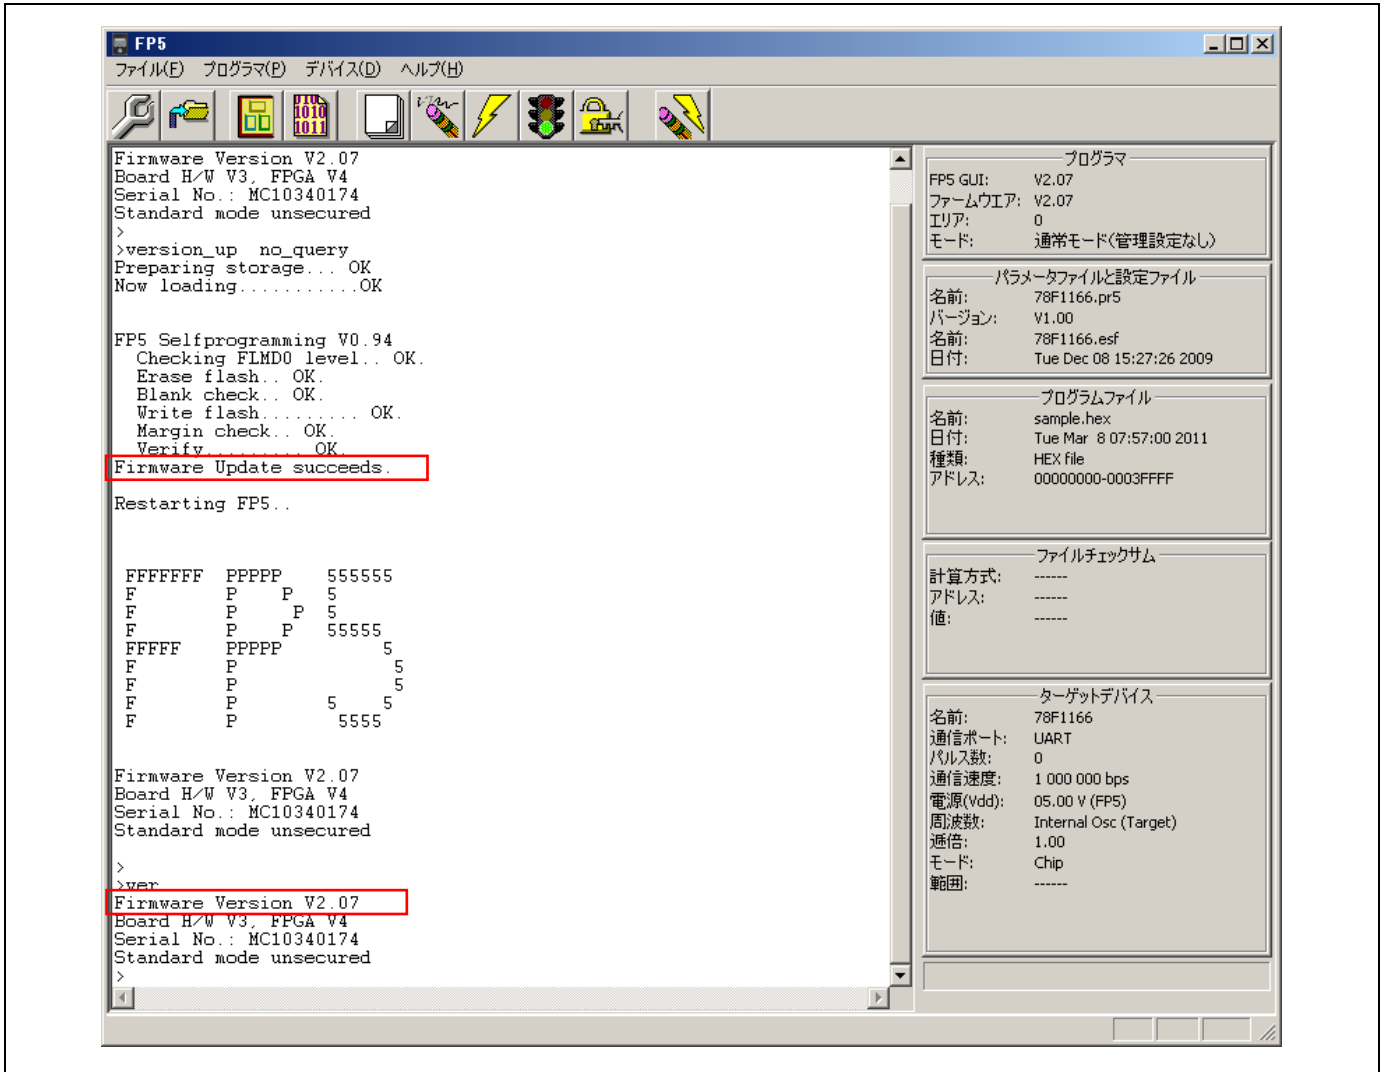 FP5
ファイル(F) プログラマ(P) デバイス(D) ヘルプ(H)
Firmware Version V2.07
Board H/W V3, FPGA V4
Serial No.: MC10340174
Standard mode unsecured
>
>version_up no_query
Preparing storage... OK
Now loading...........OK
FP5 Selfprogramming V0.94
Checking FLMD0 level.. OK.
Erase flash.. OK.
Blank check.. OK.
Write flash......... OK.
Margin check.. OK.
Verify.......... OK.
Firmware Update succeeds.
Restarting FP5..
FFFFFFF PPPPP 555555
F P P 5
F P P 5
F P P 55555
FFFFF PPPPP 5
F P 5
F P 5
F P 5 5
F P 5555
Firmware Version V2.07
Board H/W V3, FPGA V4
Serial No.: MC10340174
Standard mode unsecured
>
>ver
Firmware Version V2.07
Board H/W V3, FPGA V4
Serial No.: MC10340174
Standard mode unsecured
>
プログラマ
FP5 GUI: V2.07
ファームウエア: V2.07
エリア: 0
モード: 通常モード(管理設定なし)
パラメータファイルと設定ファイル
名前: 78F1166.pr5
バージョン: V1.00
名前: 78F1166.esf
日付: Tue Dec 08 15:27:26 2009
プログラムファイル
名前: sample.hex
日付: Tue Mar 8 07:57:00 2011
種類: HEX file
アドレス: 00000000-0003FFFF
ファイルチェックサム
計算方式: ------
アドレス: ------
値: ------
ターゲットデバイス
名前: 78F1166
通信ポート: UART
パルス数: 0
通信速度: 1 000 000 bps
電源(Vdd): 05.00 V (FP5)
周波数: Internal Osc (Target)
逓倍: 1.00
モード: Chip
範囲: ------